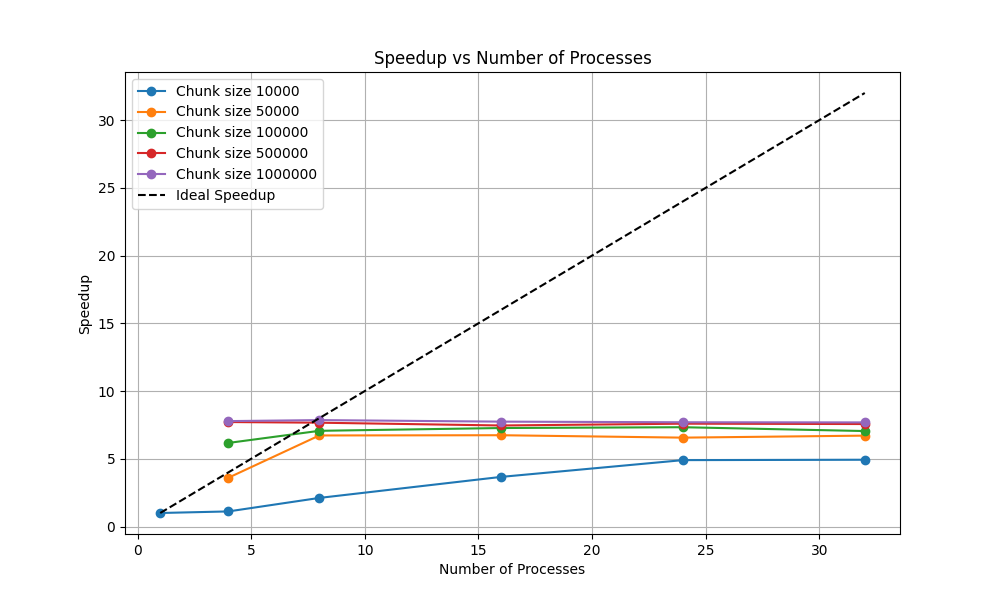 Speedup vs Number of Processes
Chunk size 10000
Chunk size 50000
Chunk size 100000
Chunk size 500000
Chunk size 1000000
Ideal Speedup
Speedup
30
25
20
15
10
5
0
0 5 10 15 20 25 30
Number of Processes